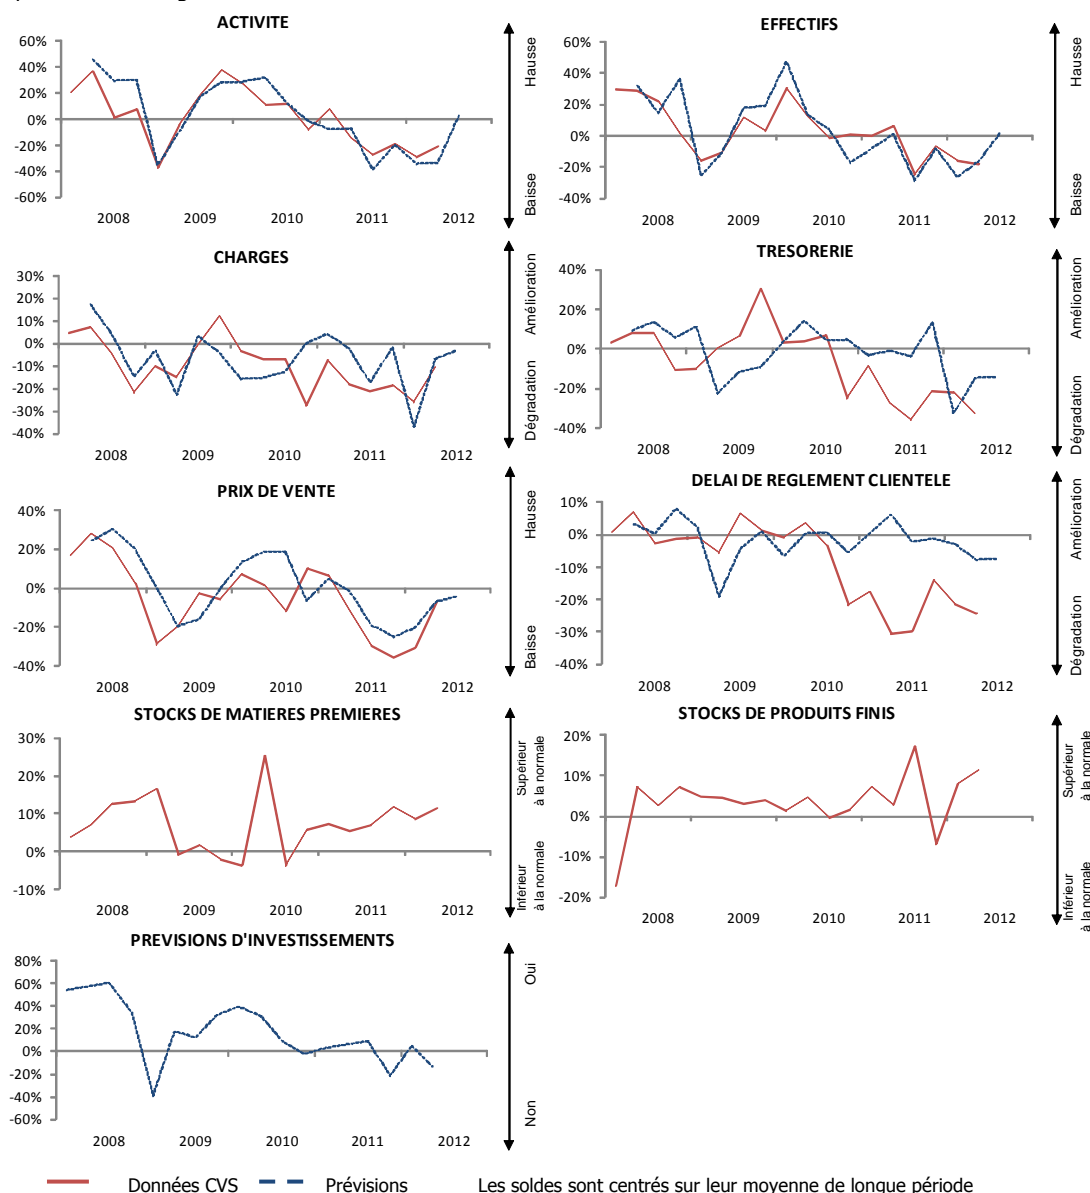 ACTIVITE
60%
40%
20%
0%
-20%
-40%
-60%
2008 2009 2010 2011 2012
Hausse
Baisse
EFFECTIFS
60%
40%
20%
0%
-20%
-40%
2008 2009 2010 2011 2012
Hausse
Baisse
CHARGES
30%
20%
10%
0%
-10%
-20%
-30%
-40%
2008 2009 2010 2011 2012
Amélioration
Dégradation
TRESORERIE
40%
20%
0%
-20%
-40%
2008 2009 2010 2011 2012
Amélioration
Dégradation
PRIX DE VENTE
40%
20%
0%
-20%
-40%
2008 2009 2010 2011 2012
Hausse
Baisse
DELAI DE REGLEMENT CLIENTELE
10%
0%
-10%
-20%
-30%
-40%
2008 2009 2010 2011 2012
Amélioration
Dégradation
STOCKS DE MATIERES PREMIERES
30%
20%
10%
0%
-10%
2008 2009 2010 2011 2012
Supérieur
à la normale
Inférieur
à la normale
STOCKS DE PRODUITS FINIS
20%
10%
0%
-10%
-20%
2008 2009 2010 2011 2012
Supérieur
à la normale
Inférieur
à la normale
PREVISIONS D'INVESTISSEMENTS
80%
60%
40%
20%
0%
-20%
-40%
-60%
2008 2009 2010 2011 2012
Oui
Non
Données CVS Prévisions Les soldes sont centrés sur leur moyenne de longue période